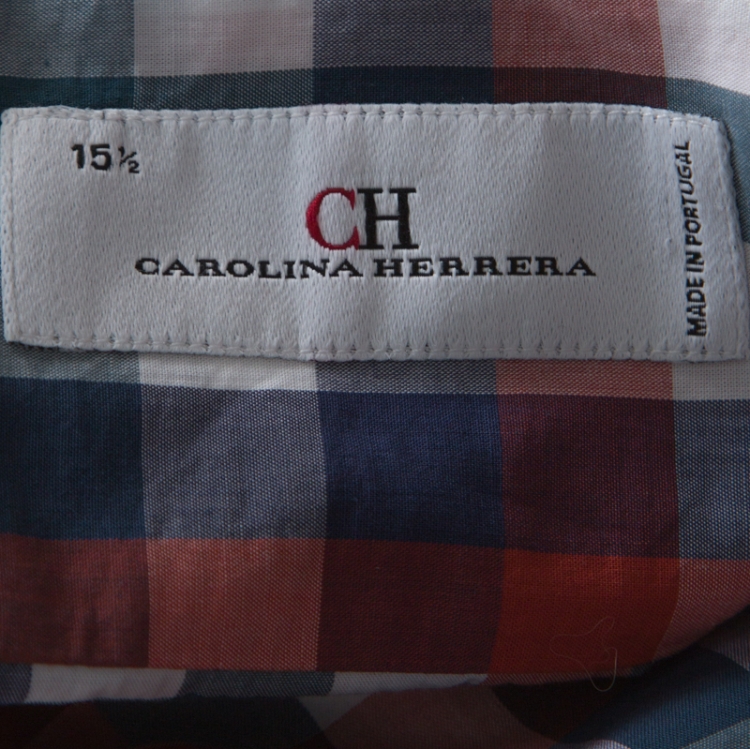 15½
CH
CAROLINA HERRERA
MADE IN PORTUGAL